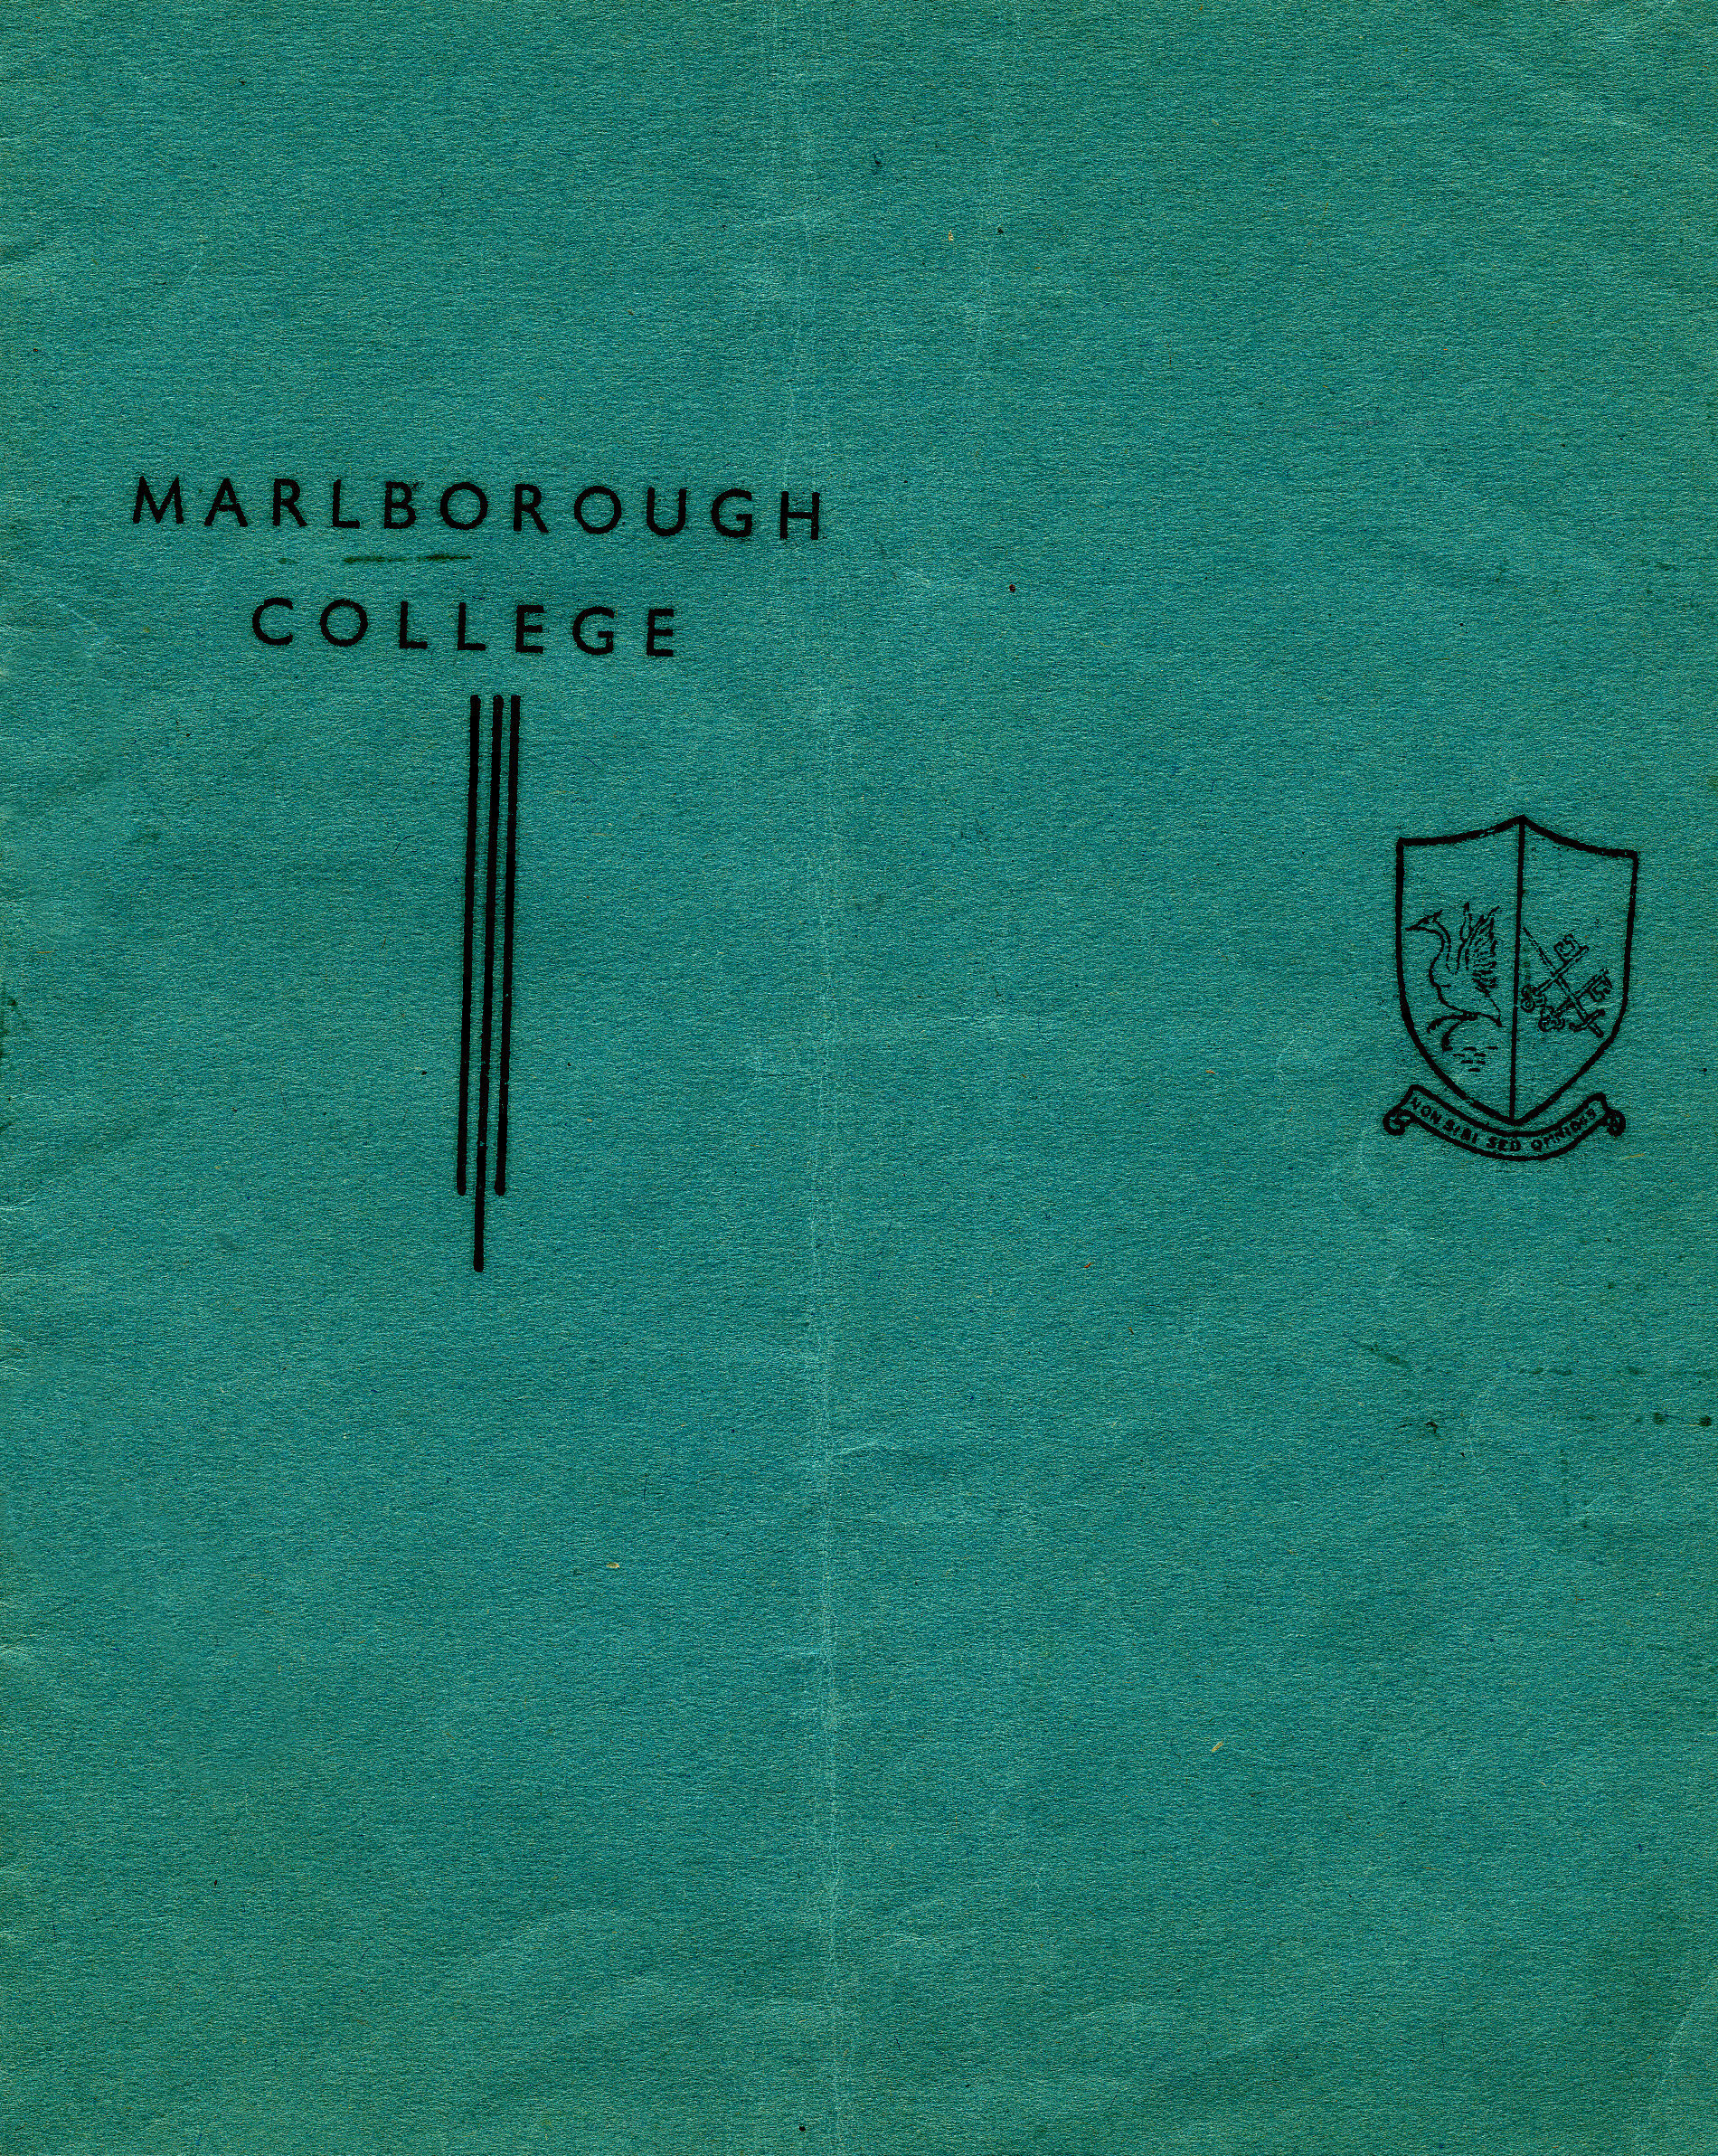 MARLBOROUGH
COLLEGE
NON SIBI SED OMNIBUS